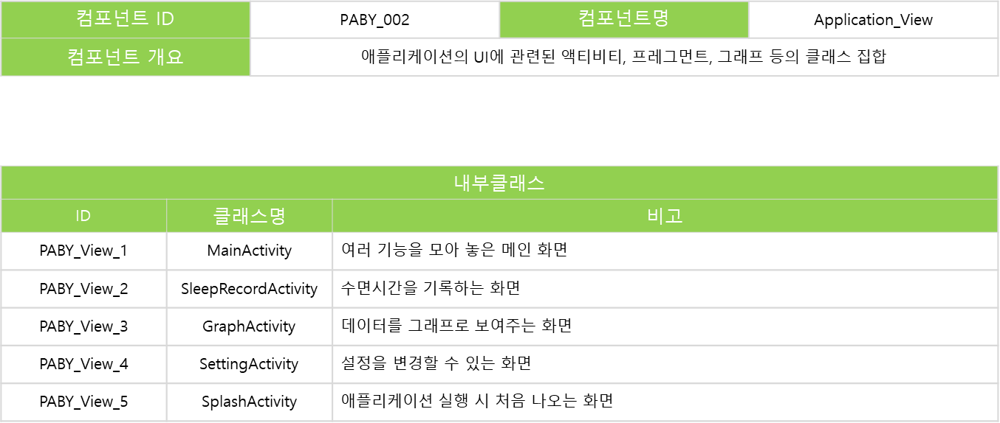 컴포넌트 ID PABY_002 컴포넌트명 Application_View
컴포넌트 개요 애플리케이션의 UI에 관련된 액티비티, 프레그먼트, 그래프 등의 클래스 집합
내부클래스
ID 클래스명 비고
PABY_View_1 MainActivity 여러 기능을 모아 놓은 메인 화면
PABY_View_2 SleepRecordActivity 수면시간을 기록하는 화면
PABY_View_3 GraphActivity 데이터를 그래프로 보여주는 화면
PABY_View_4 SettingActivity 설정을 변경할 수 있는 화면
PABY_View_5 SplashActivity 애플리케이션 실행 시 처음 나오는 화면